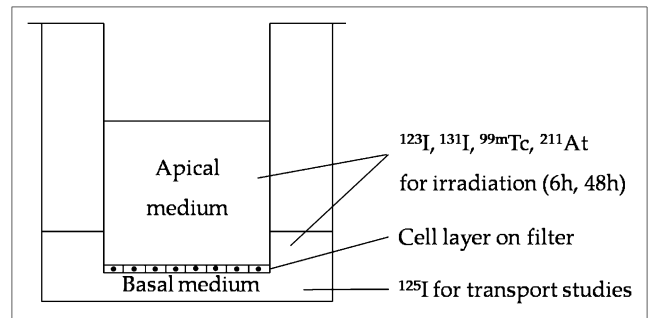 Apical
medium
Basal medium
¹²³I, ¹³¹I, ⁹⁹ᵐTc, ²¹¹At
for irradiation (6h, 48h)
Cell layer on filter
¹²⁵I for transport studies